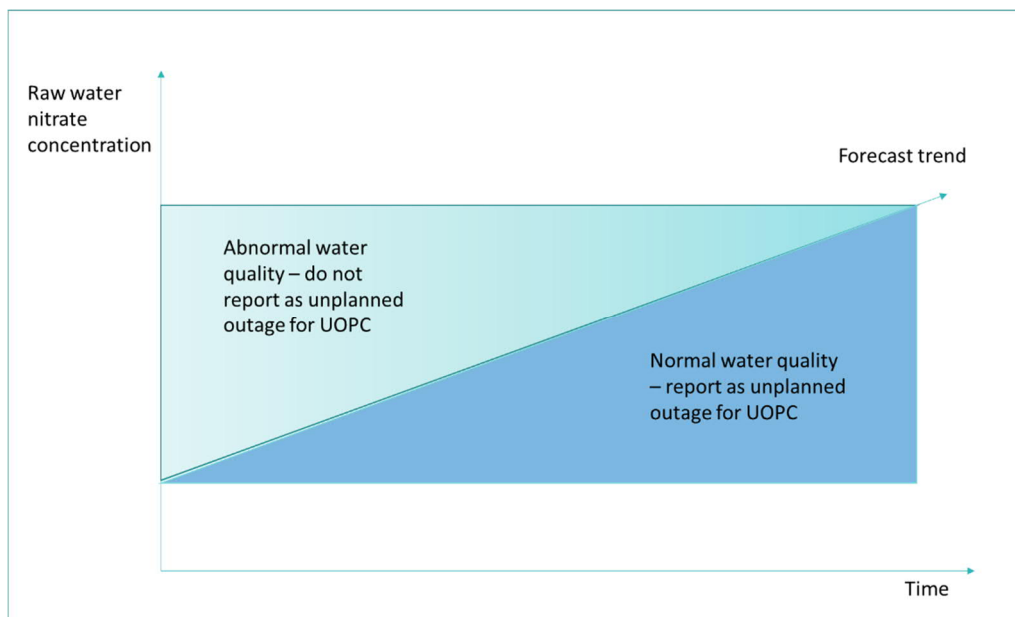 Raw water
nitrate
concentration
Forecast trend
Abnormal water
quality – do not
report as unplanned
outage for UOPC
Normal water quality
– report as unplanned
outage for UOPC
Time